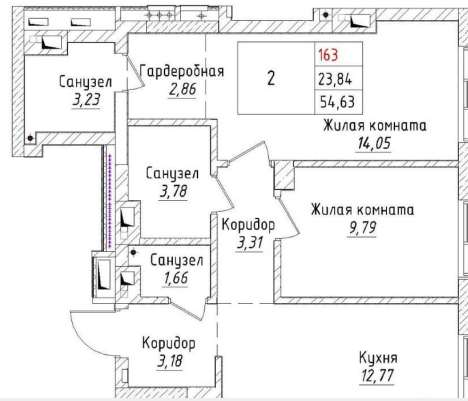 163
2
23,84
54,63
Санузел
3,23
Гардеробная
2,86
Жилая комната
14,05
Санузел
3,78
Коридор
3,31
Жилая комната
9,79
Санузел
1,66
Коридор
3,18
Кухня
12,77